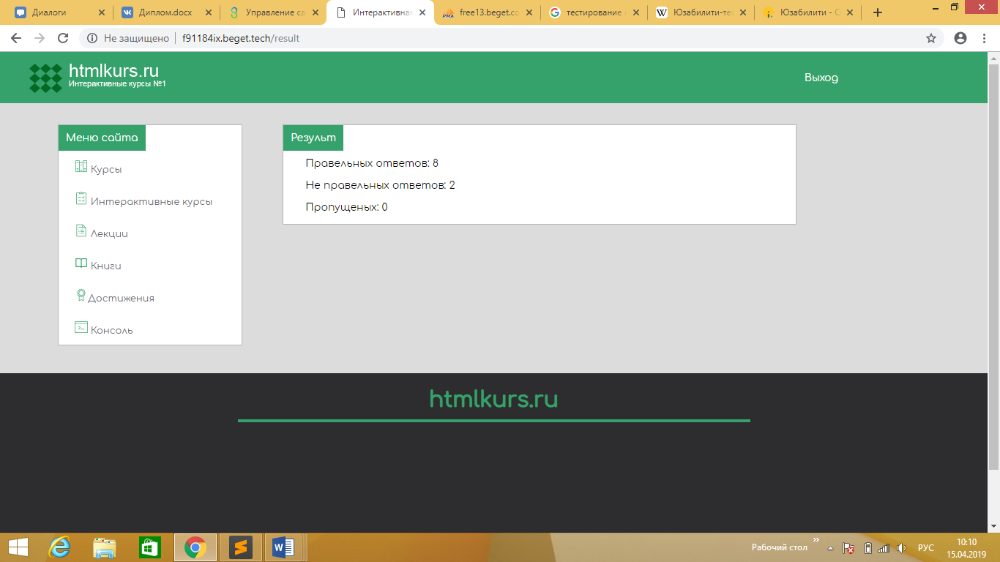 Диалоги
Диплом.docx
Управление са
Интерактивная
free13.beget.co
тестирование
Юзабилити-те
Юзабилити - С
Не защищено
f91184ix.beget.tech/result
htmlkurs.ru
Интерактивные курсы №1
Выход
Меню сайта
Курсы
Интерактивные курсы
Лекции
Книги
Достижения
Консоль
Результ
Правельных ответов: 8
Не правельных ответов: 2
Пропущеных: 0
htmlkurs.ru
Рабочий стол
РУС
10:10
15.04.2019